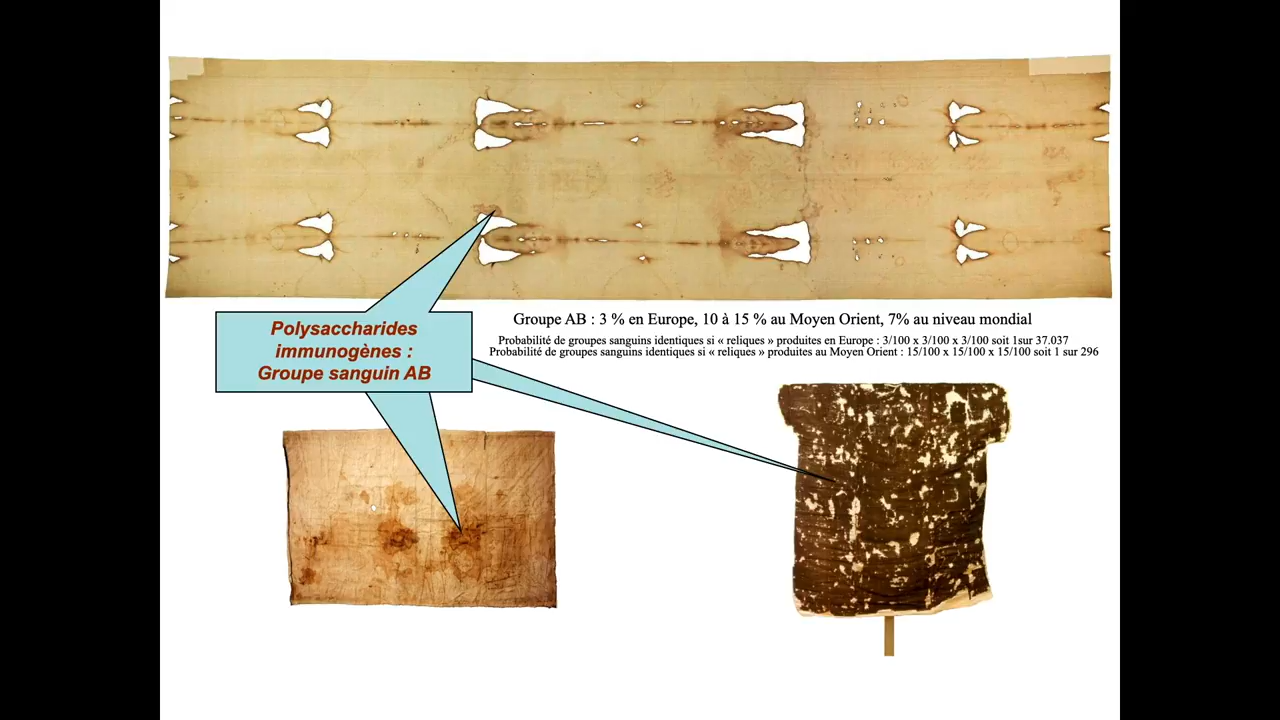 Groupe AB : 3 % en Europe, 10 à 15 % au Moyen Orient, 7% au niveau mondial
Probabilité de groupes sanguins identiques si « reliques » produites en Europe : 3/100 x 3/100 x 3/100 soit 1sur 37.037
Probabilité de groupes sanguins identiques si « reliques » produites au Moyen Orient : 15/100 x 15/100 x 15/100 soit 1 sur 296
Polysaccharides
immunogènes :
Groupe sanguin AB